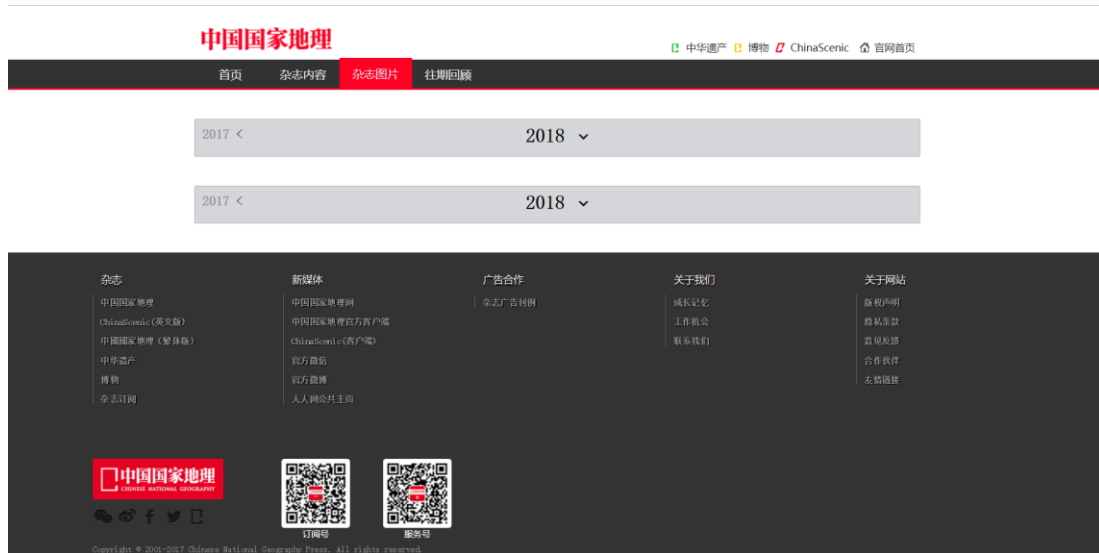 中国国家地理
中华遗产 博物 ChinaScenic 官网首页
首页 杂志内容 杂志图片 往期回顾
2017 < 2018
2017 < 2018
杂志 新媒体 广告合作 关于我们 关于网站
中国国家地理 中国国家地理网 杂志广告刊例 成长记忆 版权声明
ChinaScenic(英文版) 中国国家地理官方客户端 工作机会 隐私条款
中國國家地理（繁体版） ChinaScenic(客户端) 联系我们 意见反馈
中华遗产 官方微信 合作伙伴
博物 官方微博 友情链接
杂志订阅 人人网公共主页
中国国家地理
CHINESE NATIONAL GEOGRAPHY
订阅号 服务号
Copyright © 2001-2017 Chinese National Geography Press. All rights reserved.